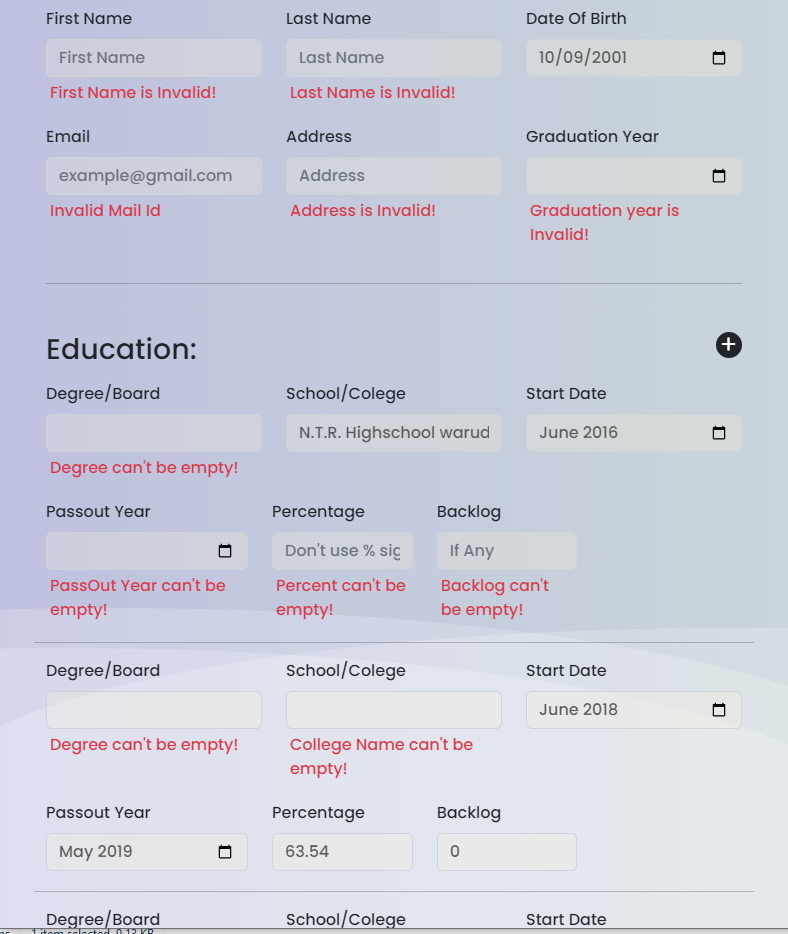 First Name Last Name Date Of Birth
First Name Last Name 10/09/2001
First Name is Invalid! Last Name is Invalid!
Email Address Graduation Year
example@gmail.com Address
Invalid Mail Id Address is Invalid! Graduation year is
Invalid!
Education:
Degree/Board School/Colege Start Date
N.T.R. Highschool warud June 2016
Degree can't be empty!
Passout Year Percentage Backlog
Don't use % sig If Any
PassOut Year can't be Percent can't be Backlog can't
empty! empty! be empty!
Degree/Board School/Colege Start Date
June 2018
Degree can't be empty! College Name can't be
empty!
Passout Year Percentage Backlog
May 2019 63.54 0
Degree/Board School/Colege Start Date
1 item selected 9.13 KB